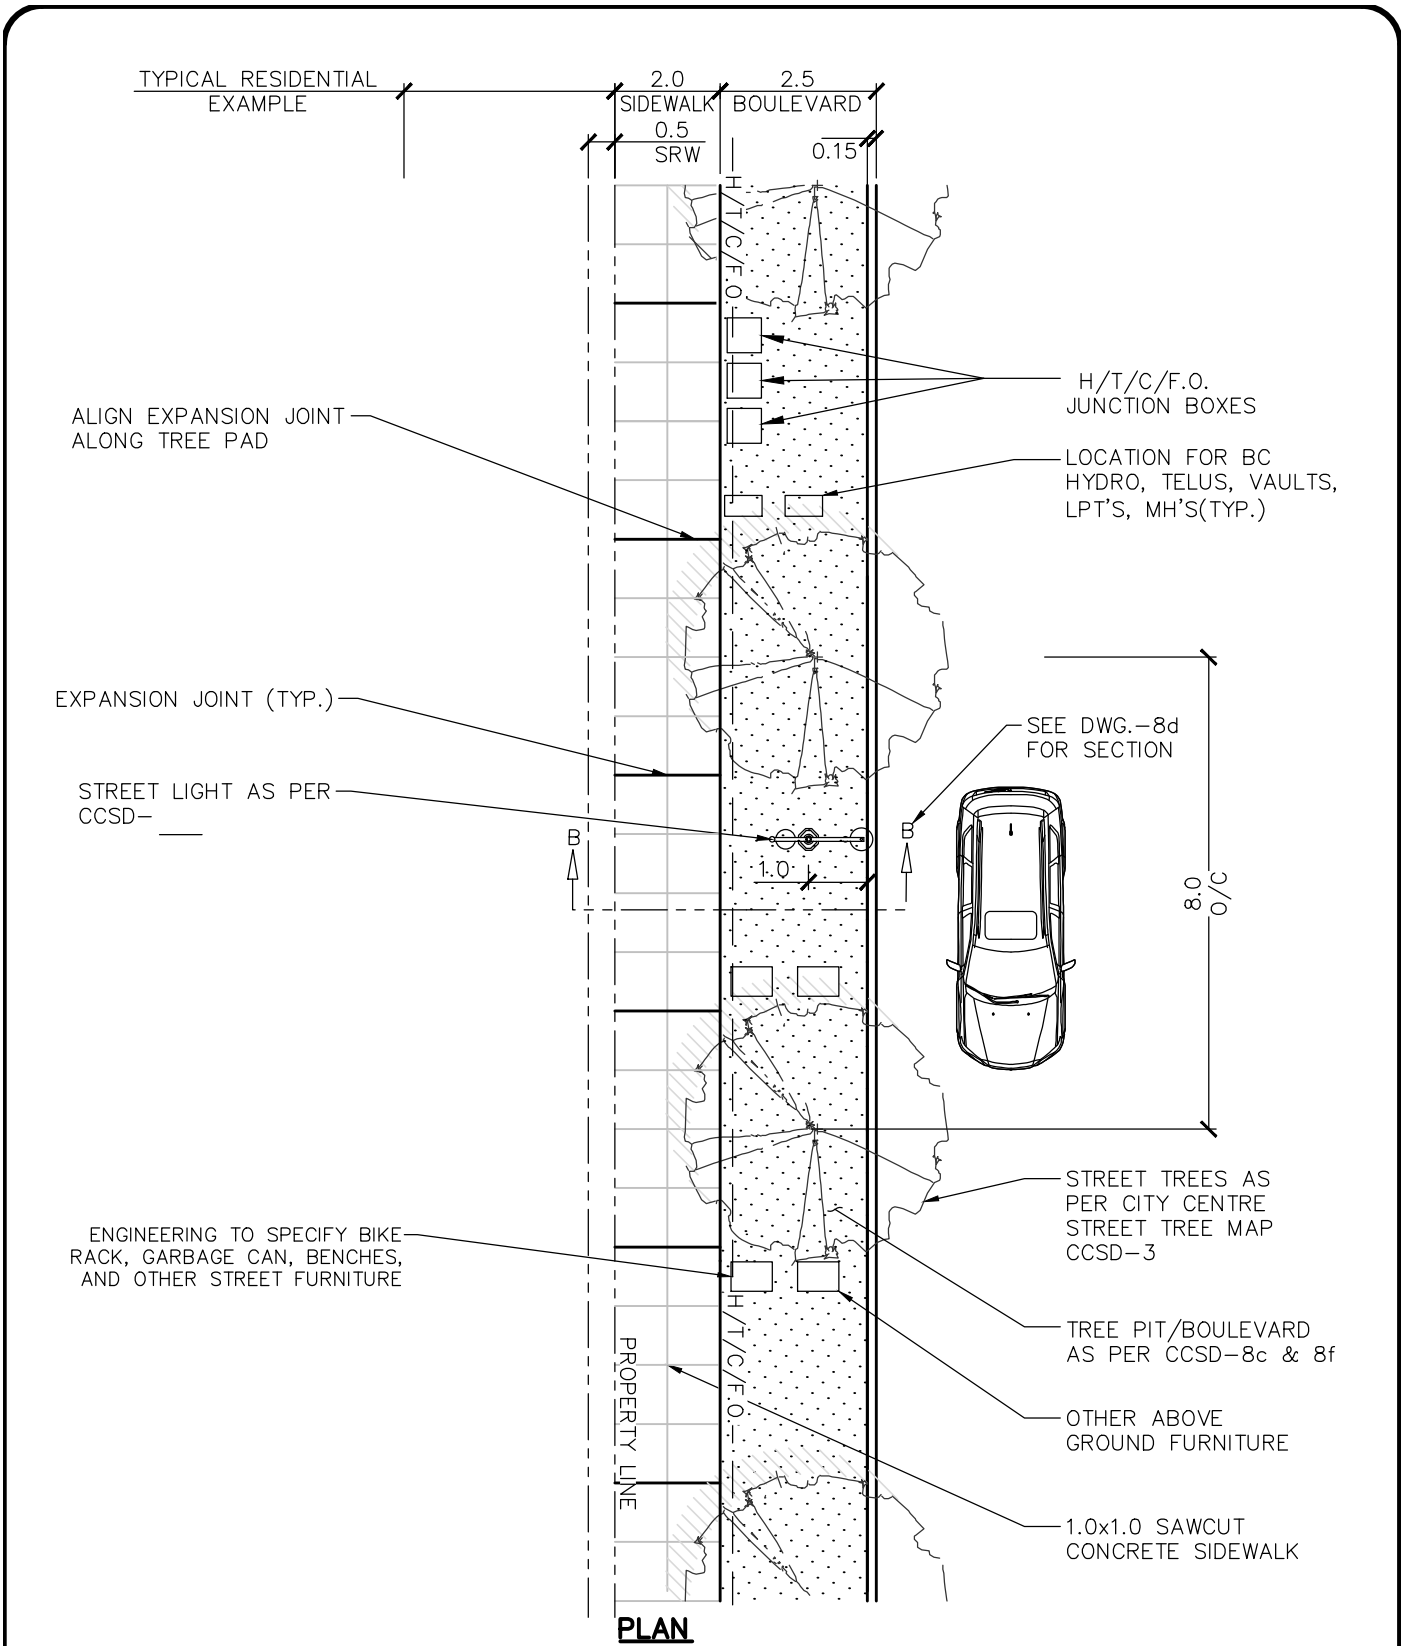 TYPICAL RESIDENTIAL
EXAMPLE
2.0
SIDEWALK
2.5
BOULEVARD
0.5
SRW
0.15
H/T/C/F.O.
H/T/C/F.O.
JUNCTION BOXES
ALIGN EXPANSION JOINT
ALONG TREE PAD
LOCATION FOR BC
HYDRO, TELUS, VAULTS,
LPT'S, MH'S(TYP.)
EXPANSION JOINT (TYP.)
SEE DWG.-8d
FOR SECTION
STREET LIGHT AS PER
CCSD-
B
B
1.0
8.0
O/C
STREET TREES AS
PER CITY CENTRE
STREET TREE MAP
CCSD-3
ENGINEERING TO SPECIFY BIKE
RACK, GARBAGE CAN, BENCHES,
AND OTHER STREET FURNITURE
H/T/C/F.O.
PROPERTY LINE
TREE PIT/BOULEVARD
AS PER CCSD-8c & 8f
OTHER ABOVE
GROUND FURNITURE
1.0x1.0 SAWCUT
CONCRETE SIDEWALK
PLAN